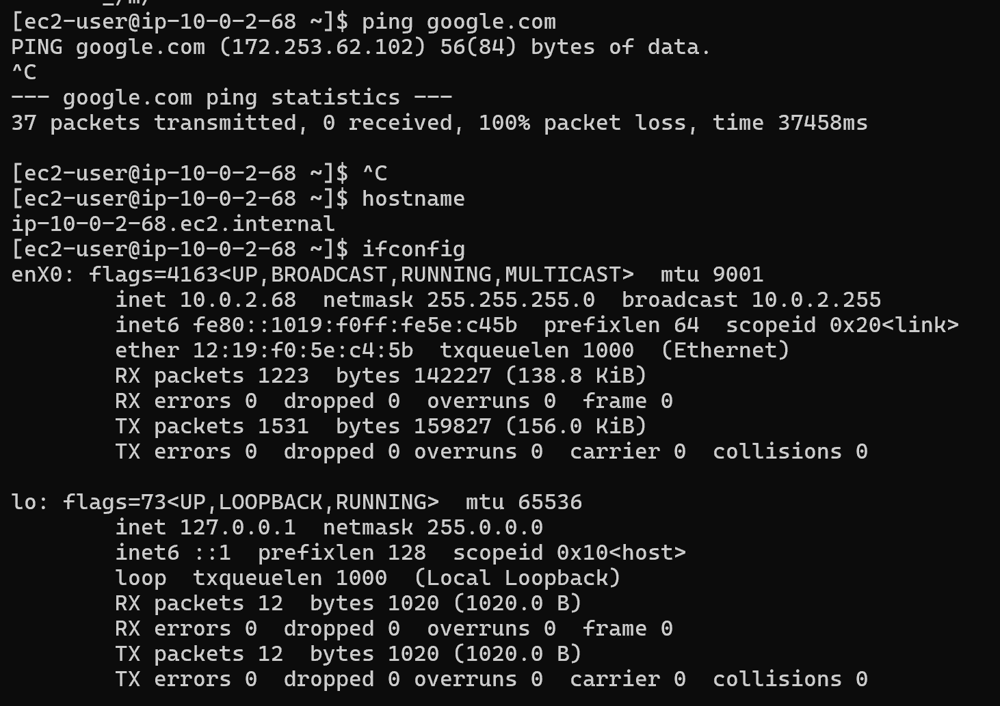 [ec2-user@ip-10-0-2-68 ~]$ ping google.com
PING google.com (172.253.62.102) 56(84) bytes of data.
^C
--- google.com ping statistics ---
37 packets transmitted, 0 received, 100% packet loss, time 37458ms

[ec2-user@ip-10-0-2-68 ~]$ ^C
[ec2-user@ip-10-0-2-68 ~]$ hostname
ip-10-0-2-68.ec2.internal
[ec2-user@ip-10-0-2-68 ~]$ ifconfig
enX0: flags=4163<UP,BROADCAST,RUNNING,MULTICAST>  mtu 9001
        inet 10.0.2.68  netmask 255.255.255.0  broadcast 10.0.2.255
        inet6 fe80::1019:f0ff:fe5e:c45b  prefixlen 64  scopeid 0x20<link>
        ether 12:19:f0:5e:c4:5b  txqueuelen 1000  (Ethernet)
        RX packets 1223  bytes 142227 (138.8 KiB)
        RX errors 0  dropped 0  overruns 0  frame 0
        TX packets 1531  bytes 159827 (156.0 KiB)
        TX errors 0  dropped 0 overruns 0  carrier 0  collisions 0

lo: flags=73<UP,LOOPBACK,RUNNING>  mtu 65536
        inet 127.0.0.1  netmask 255.0.0.0
        inet6 ::1  prefixlen 128  scopeid 0x10<host>
        loop  txqueuelen 1000  (Local Loopback)
        RX packets 12  bytes 1020 (1020.0 B)
        RX errors 0  dropped 0  overruns 0  frame 0
        TX packets 12  bytes 1020 (1020.0 B)
        TX errors 0  dropped 0 overruns 0  carrier 0  collisions 0